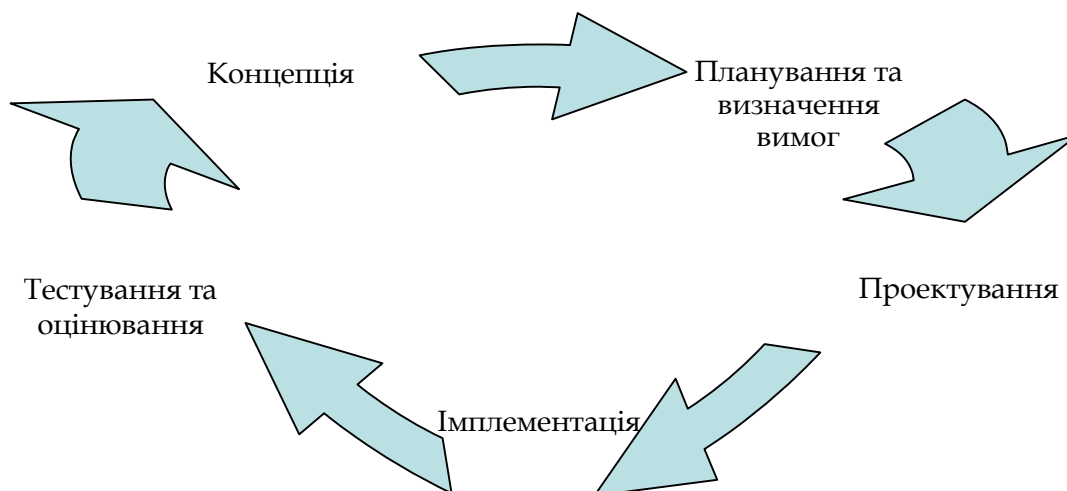 Концепція
Планування та
визначення
вимог
Тестування та
оцінювання
Проектування
Імплементація